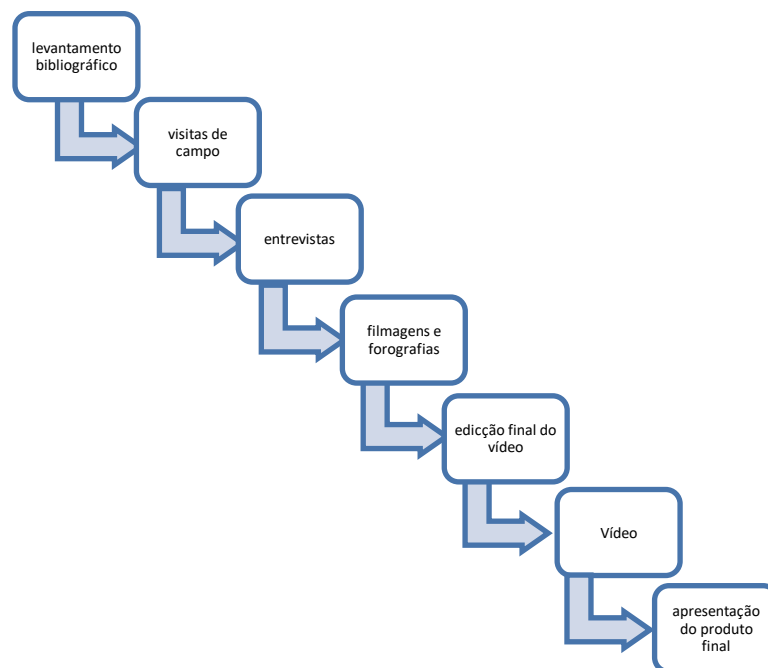 levantamento
bibliográfico
visitas de
campo
entrevistas
filmagens e
forografias
edicção final do
vídeo
Vídeo
apresentação
do produto
final